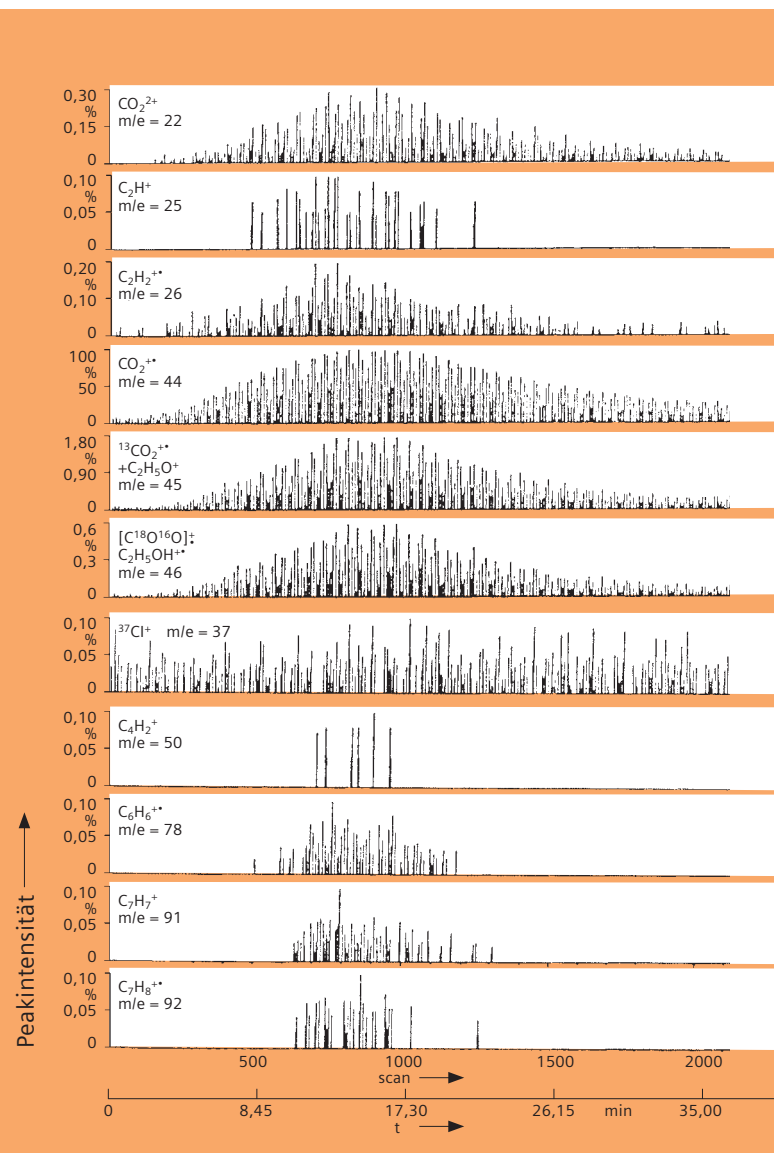 0,30
%
0,15
0
CO₂²⁺
m/e = 22
0,10
%
0,05
0
C₂H⁺
m/e = 25
0,20
%
0,10
0
C₂H₂⁺•
m/e = 26
100
%
50
0
CO₂⁺•
m/e = 44
1,80
%
0,90
0
¹³CO₂⁺•
+C₂H₅O⁺
m/e = 45
0,6
%
0,3
0
[C¹⁸O¹⁶O]⁺•
C₂H₅OH⁺•
m/e = 46
0,10
%
0,05
0
³⁷Cl⁺ m/e = 37
0,10
%
0,05
0
C₄H₂⁺
m/e = 50
0,10
%
0,05
0
C₆H₆⁺•
m/e = 78
0,10
%
0,05
0
C₇H₇⁺
m/e = 91
0,10
%
0,05
0
C₇H₈⁺•
m/e = 92
Peakintensität
500 1000 1500 2000
scan
0 8,45 17,30 26,15 min 35,00
t